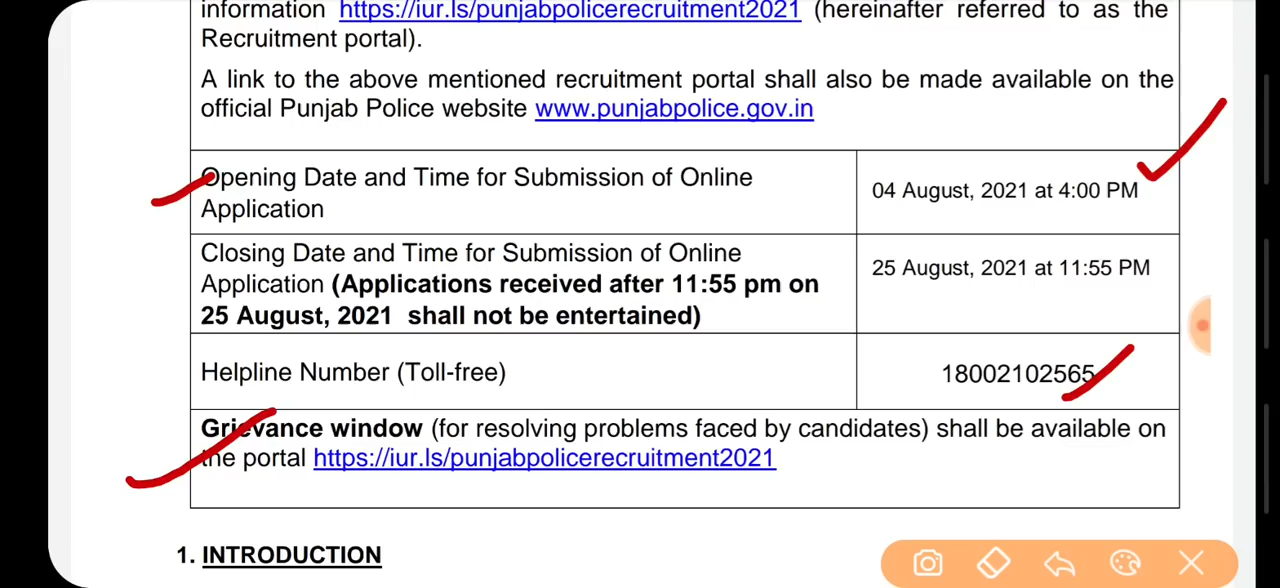 information https://iur.ls/punjabpolicerecruitment2021 (hereinafter referred to as the
Recruitment portal).
A link to the above mentioned recruitment portal shall also be made available on the
official Punjab Police website www.punjabpolice.gov.in
Opening Date and Time for Submission of Online
Application
04 August, 2021 at 4:00 PM
Closing Date and Time for Submission of Online
Application (Applications received after 11:55 pm on
25 August, 2021 shall not be entertained)
25 August, 2021 at 11:55 PM
Helpline Number (Toll-free)
18002102565
Grievance window (for resolving problems faced by candidates) shall be available on
the portal https://iur.ls/punjabpolicerecruitment2021
1. INTRODUCTION